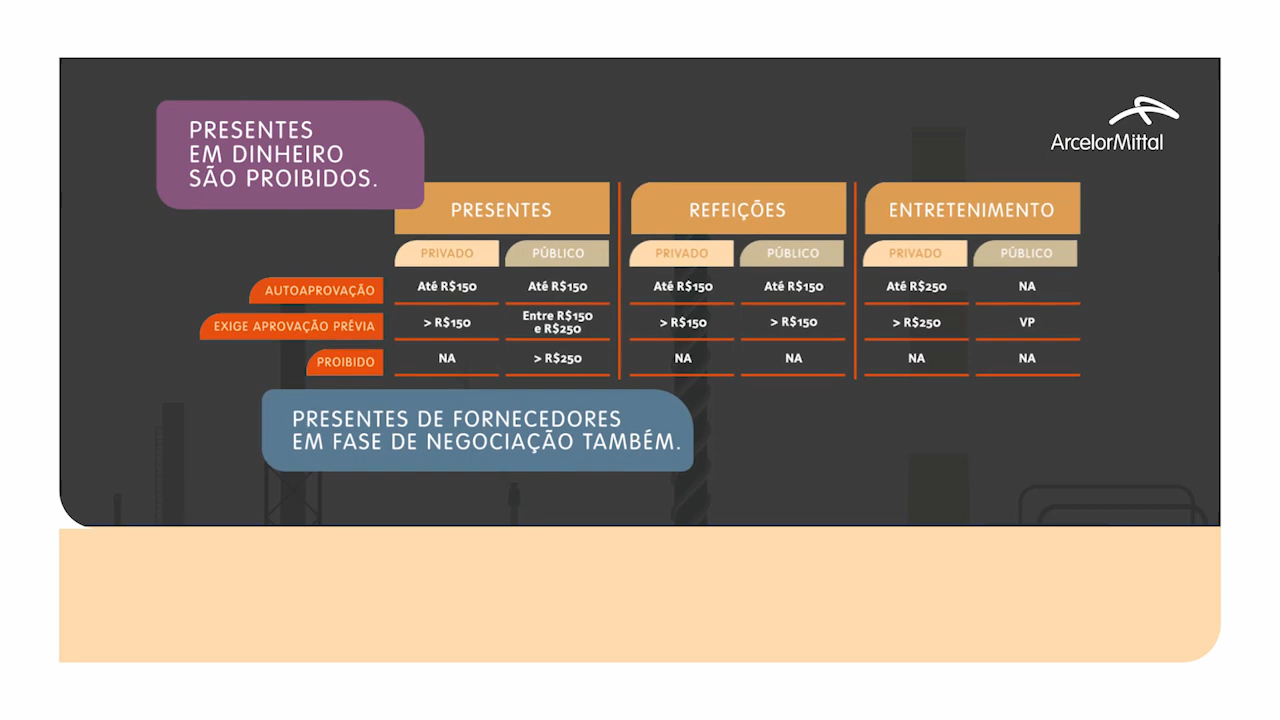 PRESENTES
EM DINHEIRO
SÃO PROIBIDOS.
ArcelorMittal
PRESENTES REFEIÇÕES ENTRETENIMENTO
PRIVADO PÚBLICO PRIVADO PÚBLICO PRIVADO PÚBLICO
AUTOAPROVAÇÃO Até R$150 Até R$150 Até R$150 Até R$150 Até R$250 NA
EXIGE APROVAÇÃO PRÉVIA > R$150 Entre R$150 e R$250 > R$150 > R$150 > R$250 VP
PROIBIDO NA > R$250 NA NA NA NA
PRESENTES DE FORNECEDORES
EM FASE DE NEGOCIAÇÃO TAMBÉM.